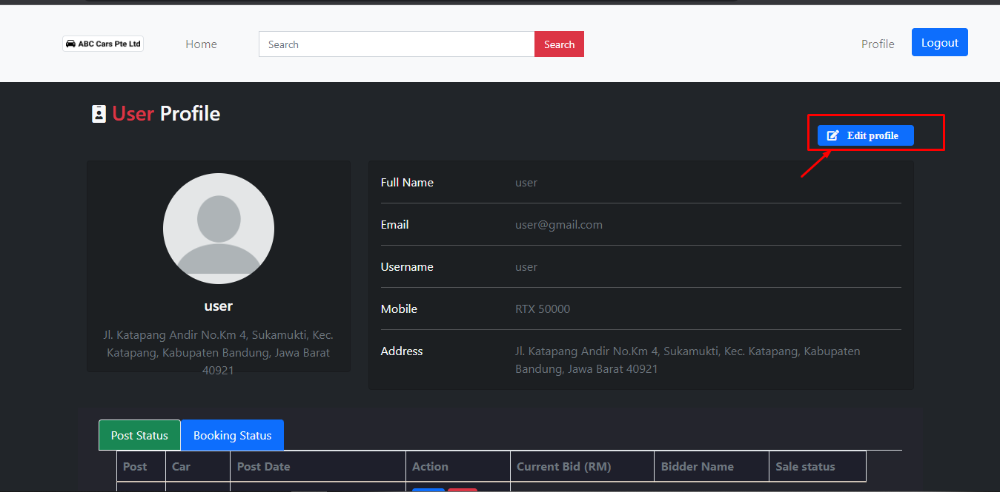 ABC Cars Pte Ltd
Home
Search
Search
Profile
Logout
User Profile
Edit profile
user
Jl. Katapang Andir No.Km 4, Sukamukti, Kec.
Katapang, Kabupaten Bandung, Jawa Barat
40921
Full Name user
Email user@gmail.com
Username user
Mobile RTX 50000
Address Jl. Katapang Andir No.Km 4, Sukamukti, Kec. Katapang, Kabupaten
Bandung, Jawa Barat 40921
Post Status Booking Status
Post Car Post Date Action Current Bid (RM) Bidder Name Sale status